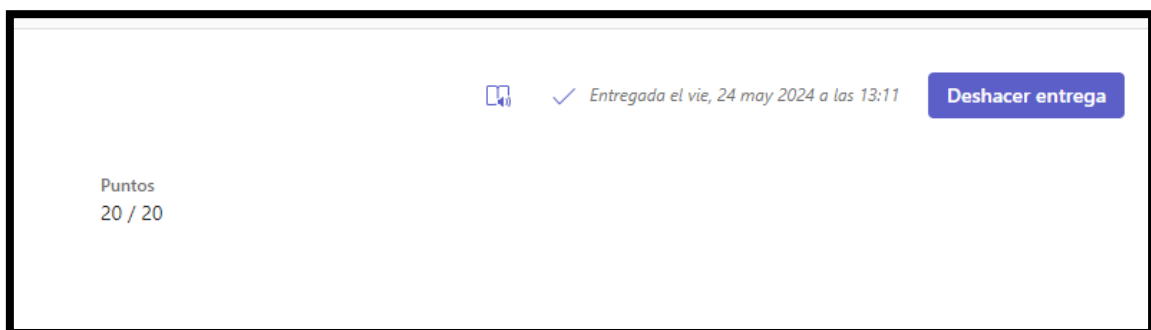 Entregada el vie, 24 may 2024 a las 13:11
Deshacer entrega
Puntos
20 / 20